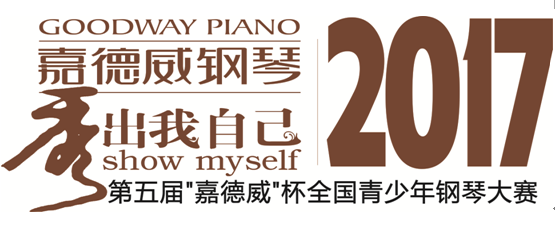 GOODWAY PIANO
嘉德威钢琴
2017
秀出我自己
show myself
第五届"嘉德威"杯全国青少年钢琴大赛